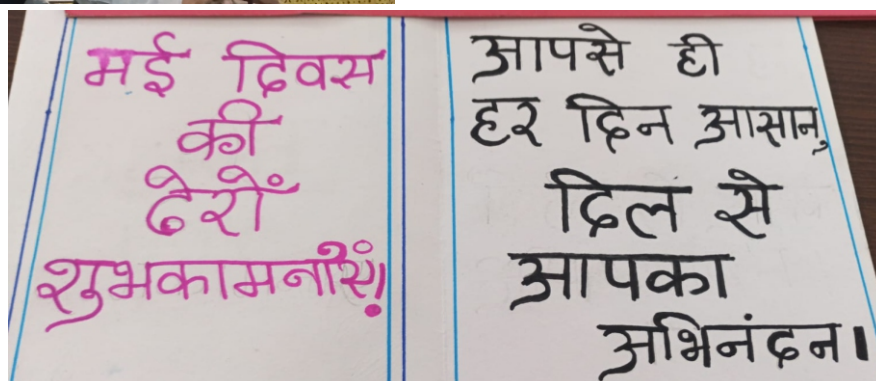 मई दिवस
की
ढेरों
शुभकामनाएं!
आपसे ही
हर दिन आसान,
दिल से
आपका
अभिनंदन।